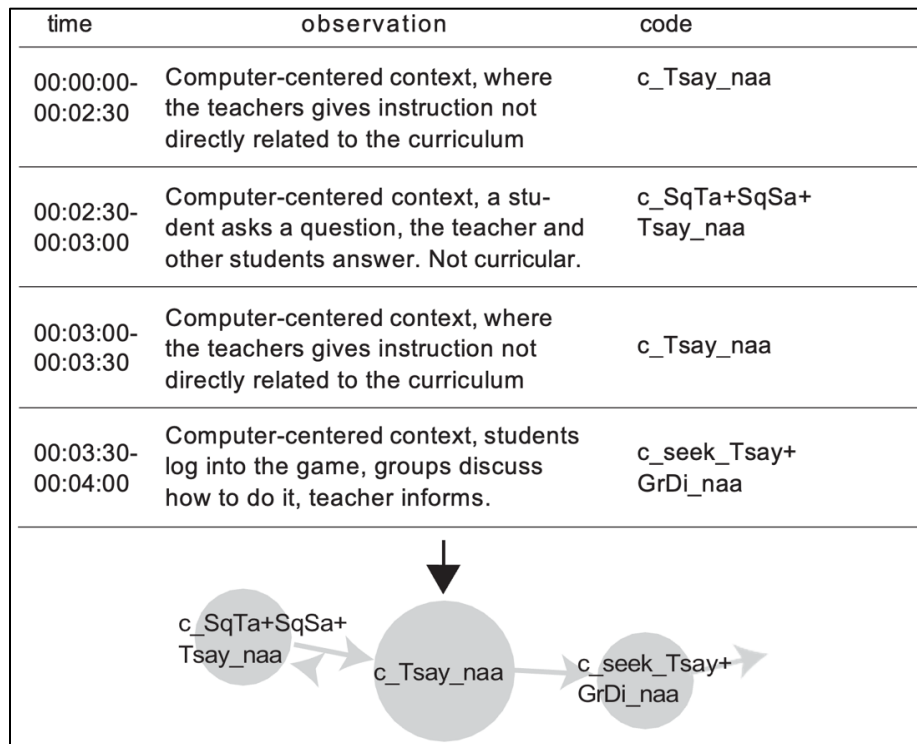 time observation code
00:00:00-
00:02:30
Computer-centered context, where
the teachers gives instruction not
directly related to the curriculum
c_Tsay_naa
00:02:30-
00:03:00
Computer-centered context, a stu-
dent asks a question, the teacher and
other students answer. Not curricular.
c_SqTa+SqSa+
Tsay_naa
00:03:00-
00:03:30
Computer-centered context, where
the teachers gives instruction not
directly related to the curriculum
c_Tsay_naa
00:03:30-
00:04:00
Computer-centered context, students
log into the game, groups discuss
how to do it, teacher informs.
c_seek_Tsay+
GrDi_naa
c_SqTa+SqSa+
Tsay_naa
c_Tsay_naa
c_seek_Tsay+
GrDi_naa